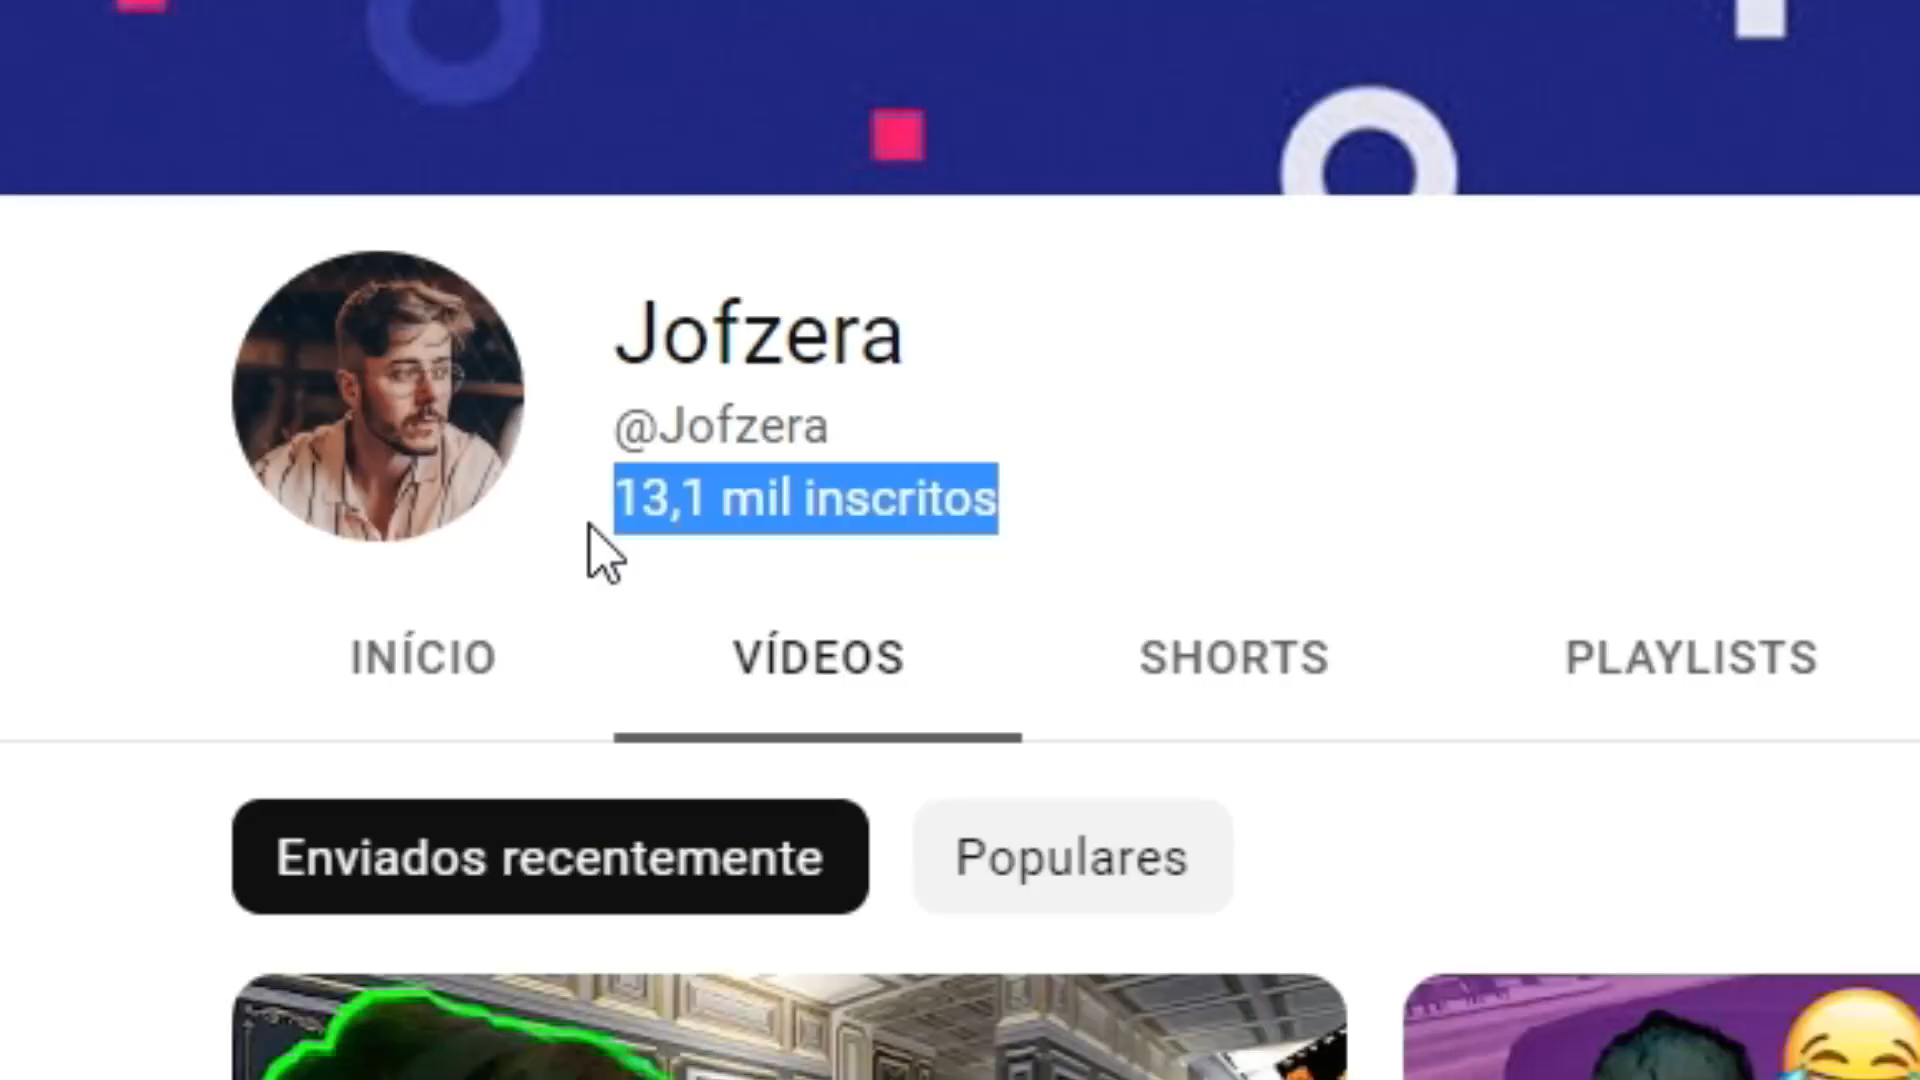 Jofzera
@Jofzera
13,1 mil inscritos
INÍCIO VÍDEOS SHORTS PLAYLISTS
Enviados recentemente Populares